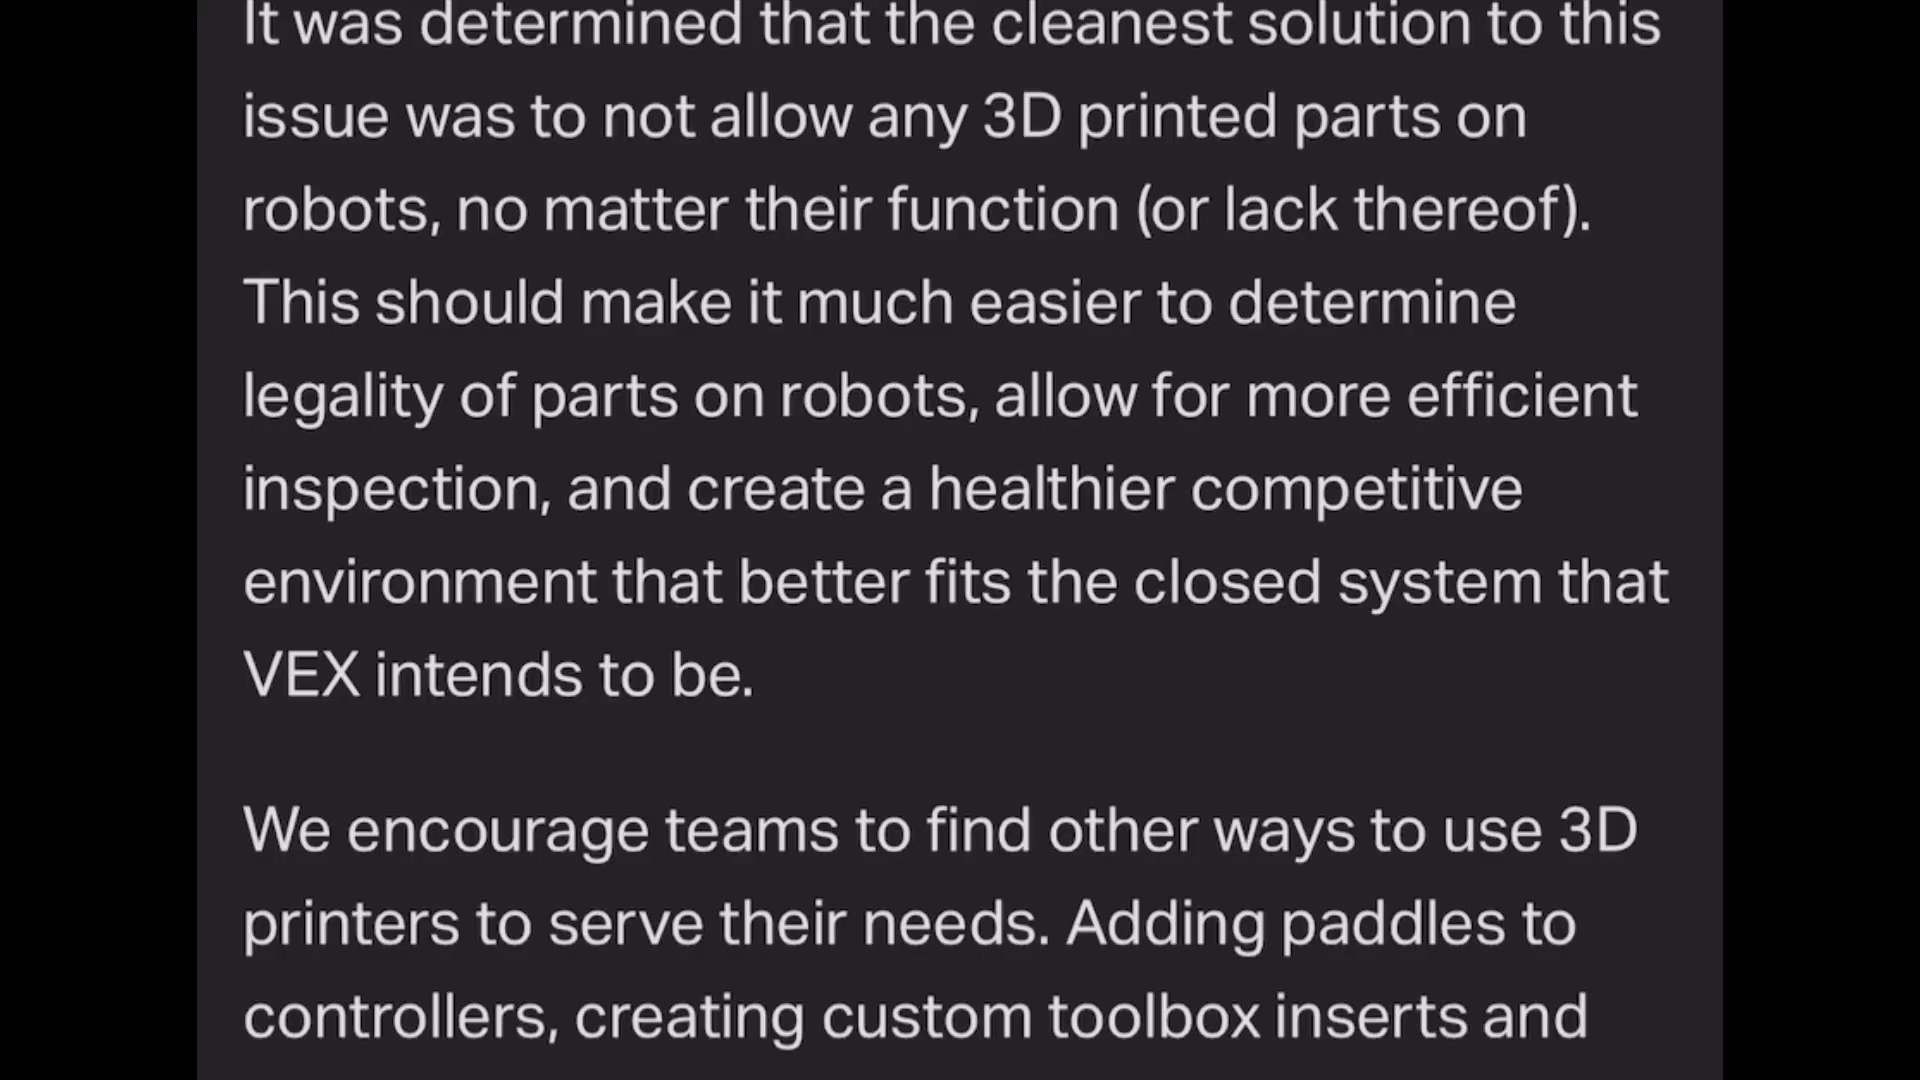 It was determined that the cleanest solution to this
issue was to not allow any 3D printed parts on
robots, no matter their function (or lack thereof).
This should make it much easier to determine
legality of parts on robots, allow for more efficient
inspection, and create a healthier competitive
environment that better fits the closed system that
VEX intends to be.
We encourage teams to find other ways to use 3D
printers to serve their needs. Adding paddles to
controllers, creating custom toolbox inserts and